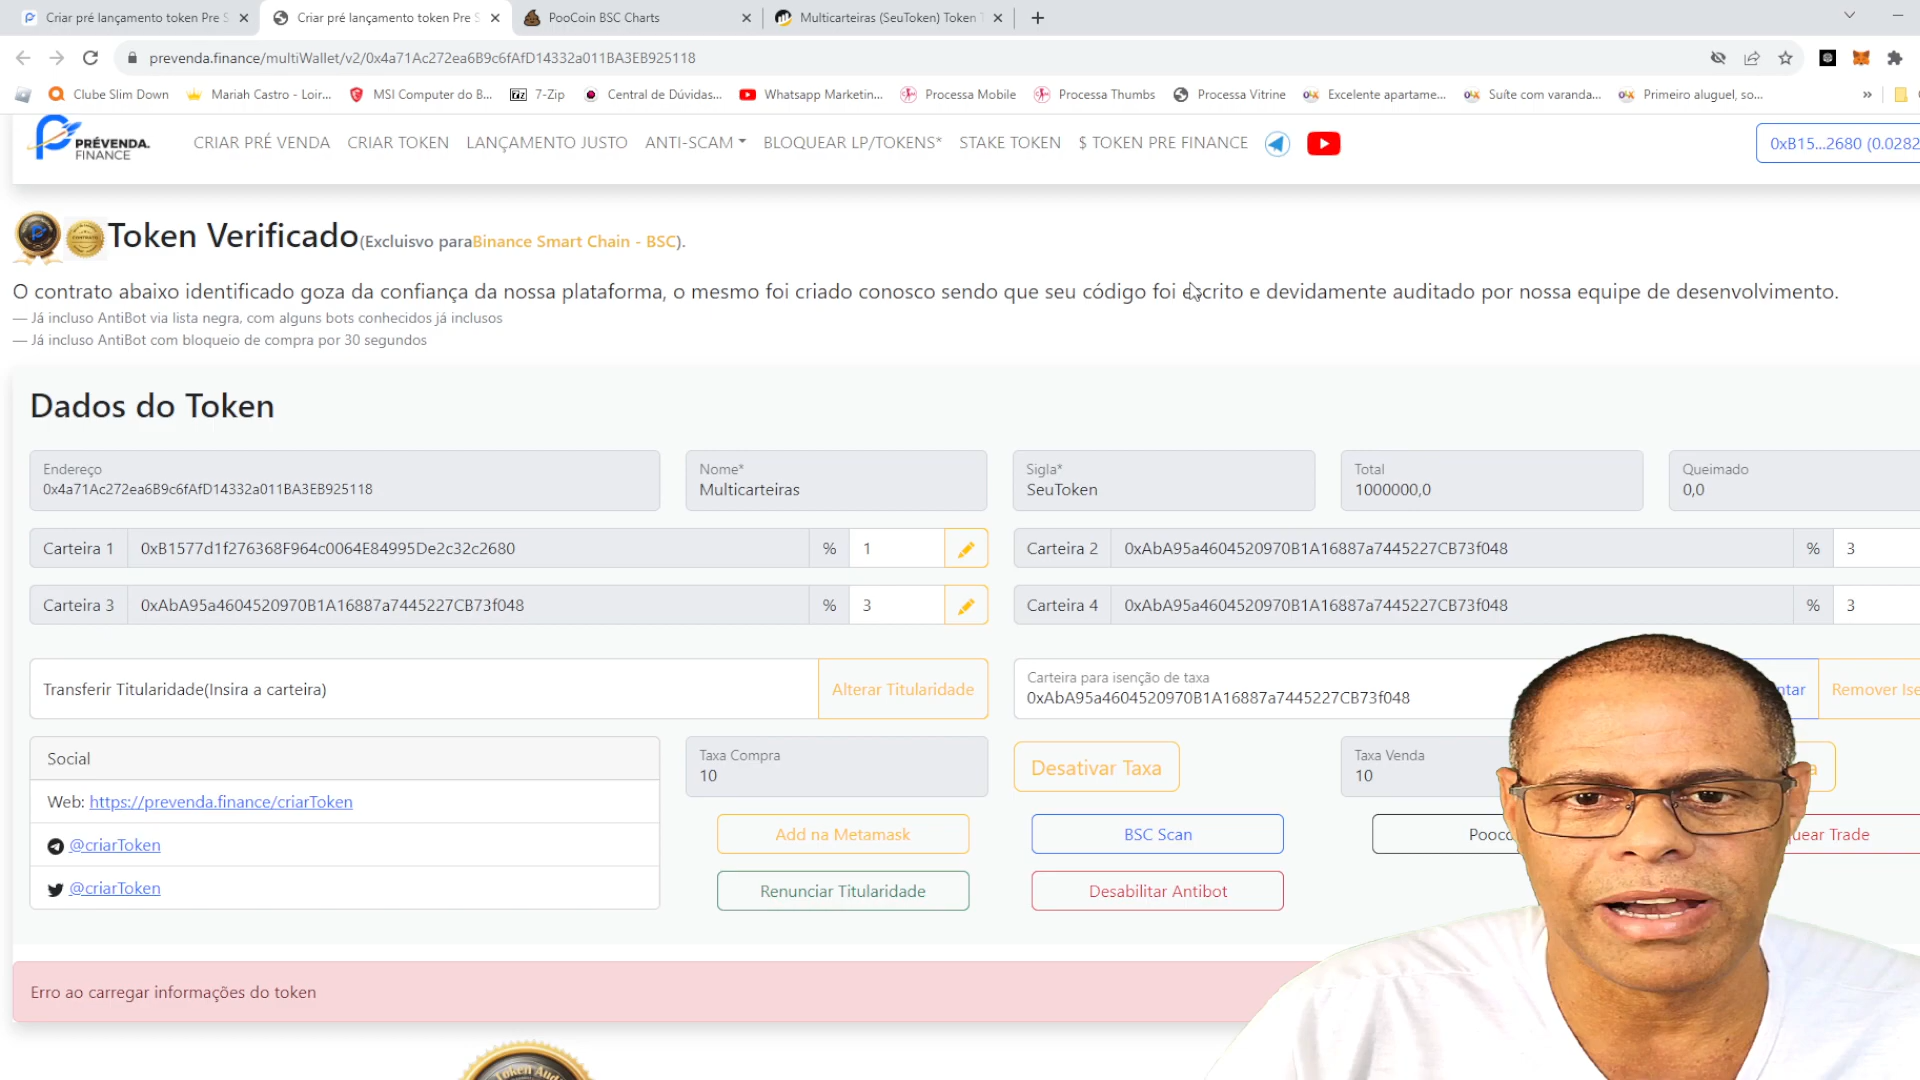 Criar pré lançamento token Pre S
Criar pré lançamento token Pre S
PooCoin BSC Charts
Multicarteiras (SeuToken) Token
prevenda.finance/multiWallet/v2/0x4a71Ac272ea6B9c6fAfD14332a011BA3EB925118
Clube Slim Down
Mariah Castro - Loir...
MSI Computer do B...
7-Zip
Central de Dúvidas...
Whatsapp Marketin...
Processa Mobile
Processa Thumbs
Processa Vitrine
Excelente apartame...
Suíte com varanda...
Primeiro aluguel, so...
PRÉVENDA.
FINANCE
CRIAR PRÉ VENDA
CRIAR TOKEN
LANÇAMENTO JUSTO
ANTI-SCAM
BLOQUEAR LP/TOKENS*
STAKE TOKEN
$ TOKEN PRE FINANCE
0xB15...2680 (0.0282
Token Verificado(Excluisvo paraBinance Smart Chain - BSC).
O contrato abaixo identificado goza da confiança da nossa plataforma, o mesmo foi criado conosco sendo que seu código foi escrito e devidamente auditado por nossa equipe de desenvolvimento.
— Já incluso AntiBot via lista negra, com alguns bots conhecidos já inclusos
— Já incluso AntiBot com bloqueio de compra por 30 segundos
Dados do Token
Endereço
0x4a71Ac272ea6B9c6fAfD14332a011BA3EB925118
Nome*
Multicarteiras
Sigla*
SeuToken
Total
1000000,0
Queimado
0,0
Carteira 1 0xB1577d1f276368F964c0064E84995De2c32c2680 % 1
Carteira 2 0xAbA95a4604520970B1A16887a7445227CB73f048 % 3
Carteira 3 0xAbA95a4604520970B1A16887a7445227CB73f048 % 3
Carteira 4 0xAbA95a4604520970B1A16887a7445227CB73f048 % 3
Transferir Titularidade(Insira a carteira)
Alterar Titularidade
Carteira para isenção de taxa
0xAbA95a4604520970B1A16887a7445227CB73f048
ntar
Remover Ise
Social
Web: https://prevenda.finance/criarToken
@criarToken
@criarToken
Taxa Compra
10
Desativar Taxa
Taxa Venda
10
a
Add na Metamask
BSC Scan
Pooco
uear Trade
Renunciar Titularidade
Desabilitar Antibot
Erro ao carregar informações do token
Token Aud